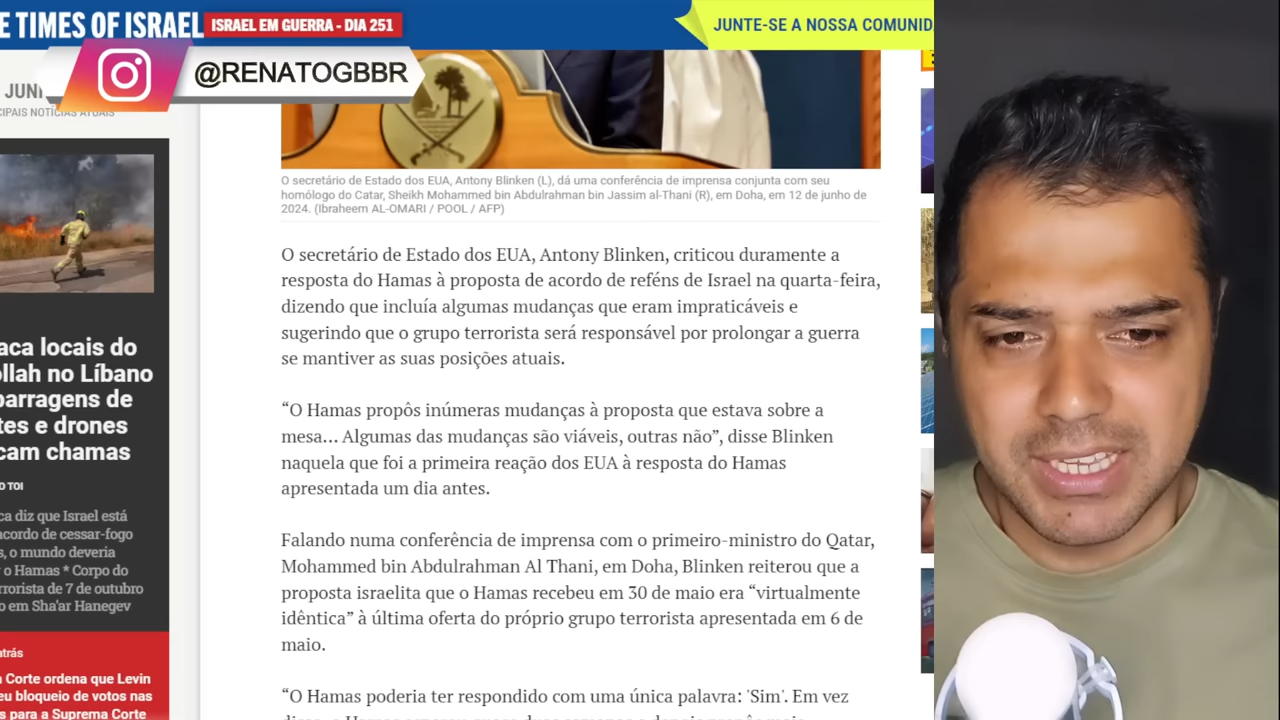 E TIMES OF ISRAEL
ISRAEL EM GUERRA - DIA 251
JUNTE-SE A NOSSA COMUNID
@RENATOGBBR
JUN
CIPAIS NOTÍCIAS ATUAIS
O secretário de Estado dos EUA, Antony Blinken (L), dá uma conferência de imprensa conjunta com seu
homólogo do Catar, Sheikh Mohammed bin Abdulrahman bin Jassim al-Thani (R), em Doha, em 12 de junho de
2024. (Ibraheem AL-OMARI / POOL / AFP)
O secretário de Estado dos EUA, Antony Blinken, criticou duramente a
resposta do Hamas à proposta de acordo de reféns de Israel na quarta-feira,
dizendo que incluía algumas mudanças que eram impraticáveis e
sugerindo que o grupo terrorista será responsável por prolongar a guerra
se mantiver as suas posições atuais.
“O Hamas propôs inúmeras mudanças à proposta que estava sobre a
mesa... Algumas das mudanças são viáveis, outras não”, disse Blinken
naquela que foi a primeira reação dos EUA à resposta do Hamas
apresentada um dia antes.
Falando numa conferência de imprensa com o primeiro-ministro do Qatar,
Mohammed bin Abdulrahman Al Thani, em Doha, Blinken reiterou que a
proposta israelita que o Hamas recebeu em 30 de maio era “virtualmente
idêntica” à última oferta do próprio grupo terrorista apresentada em 6 de
maio.
“O Hamas poderia ter respondido com uma única palavra: 'Sim'. Em vez
aca locais do
ollah no Líbano
barragens de
tes e drones
cam chamas
O TOI
ca diz que Israel está
acordo de cessar-fogo
s, o mundo deveria
r o Hamas * Corpo do
rrorista de 7 de outubro
o em Sha'ar Hanegev
atrás
Corte ordena que Levin
eu bloqueio de votos nas
s para a Suprema Corte